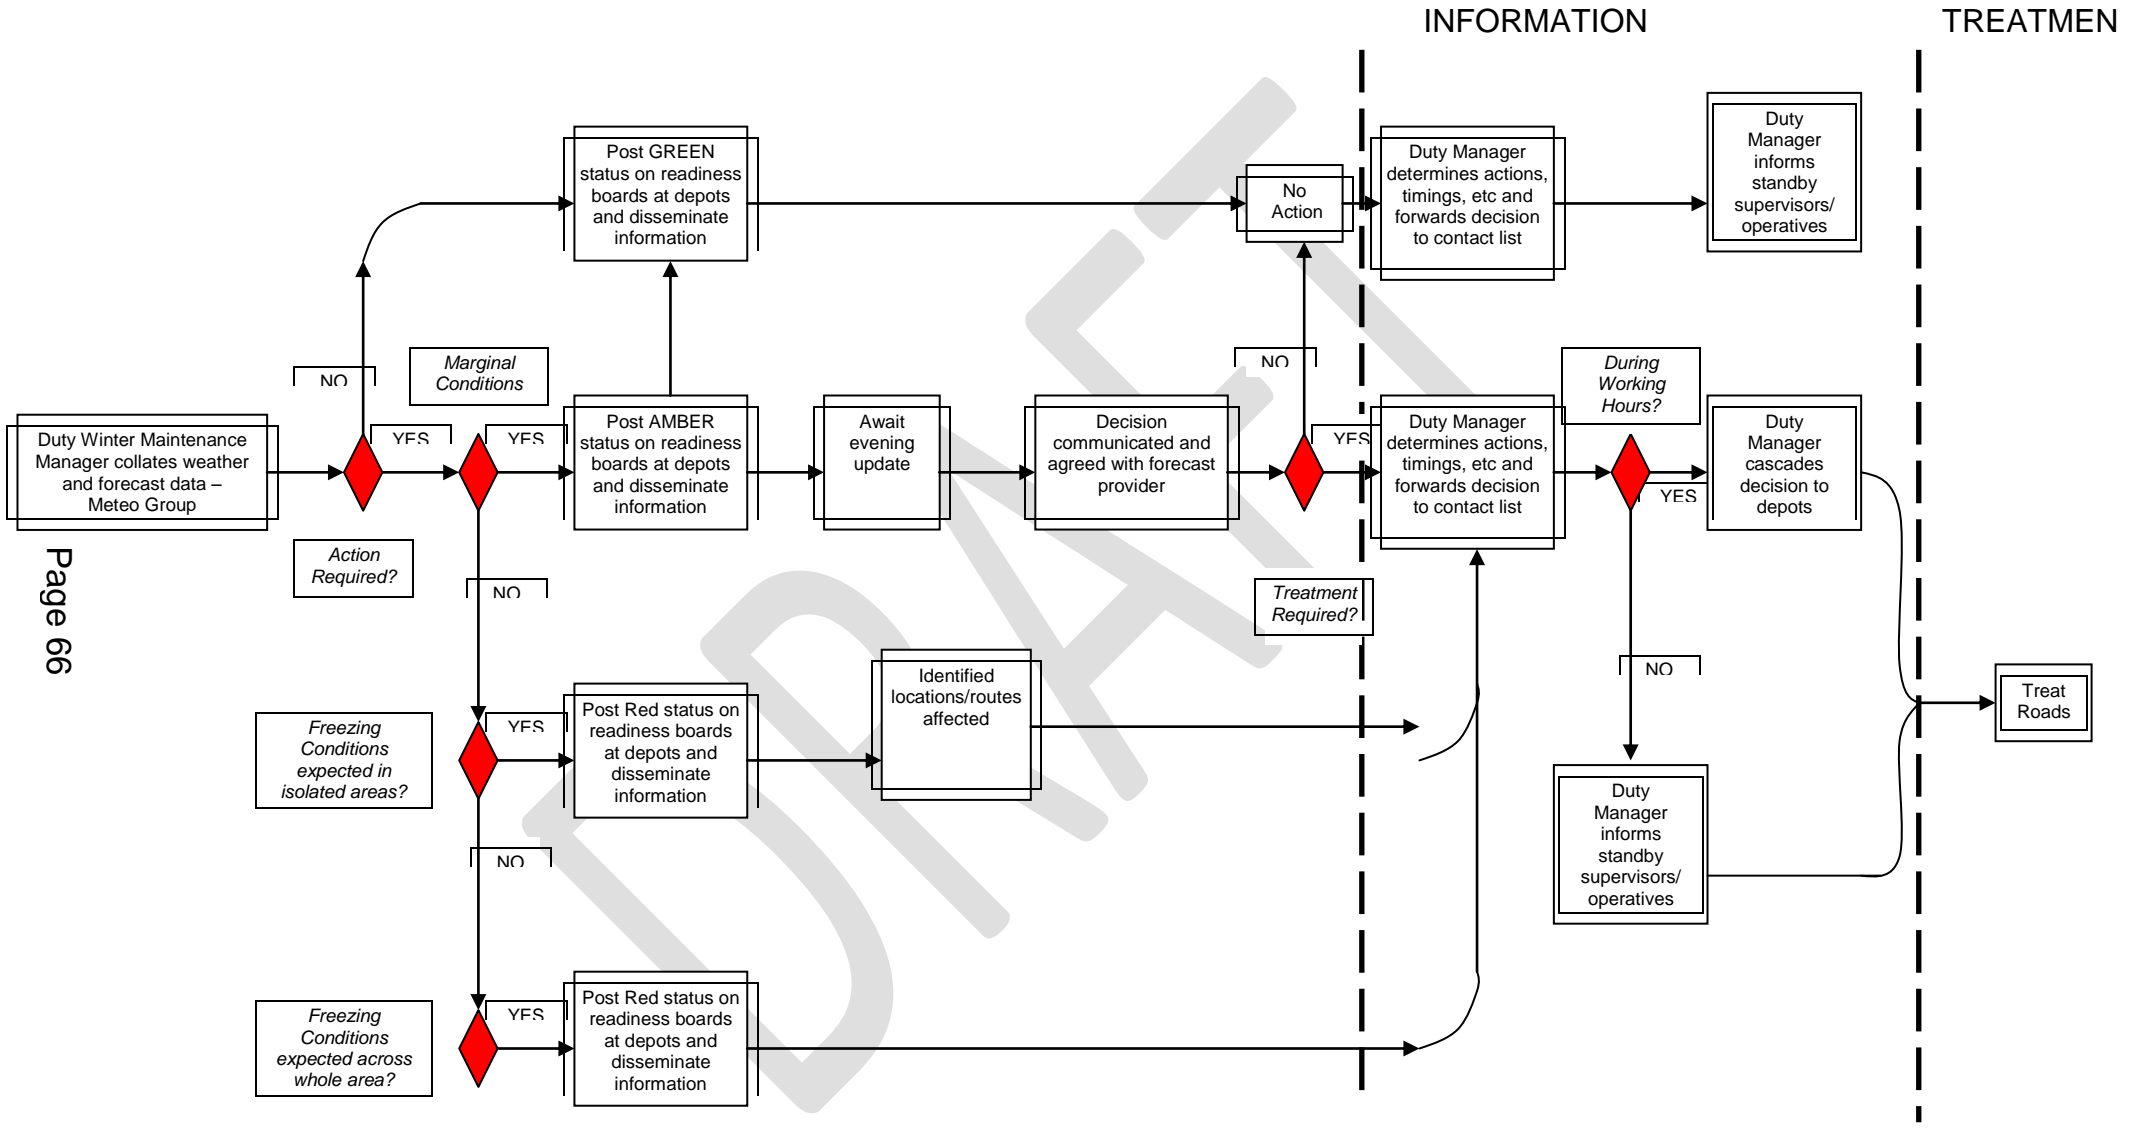 INFORMATION
TREATMEN
Post GREEN
status on readiness
boards at depots
and disseminate
information
No
Action
Duty Manager
determines actions,
timings, etc and
forwards decision
to contact list
Duty
Manager
informs
standby
supervisors/
operatives
NO
Marginal
Conditions
NO
During
Working
Hours?
Duty Winter Maintenance
Manager collates weather
and forecast data –
Meteo Group
YES
YES
Post AMBER
status on readiness
boards at depots
and disseminate
information
Await
evening
update
Decision
communicated and
agreed with forecast
provider
YES
Duty Manager
determines actions,
timings, etc and
forwards decision
to contact list
YES
Duty
Manager
cascades
decision to
depots
Action
Required?
NO
Treatment
Required?
Page 66
NO
Freezing
Conditions
expected in
isolated areas?
YES
Post Red status on
readiness boards
at depots and
disseminate
information
Identified
locations/routes
affected
Treat
Roads
Duty
Manager
informs
standby
supervisors/
operatives
NO
Freezing
Conditions
expected across
whole area?
YES
Post Red status on
readiness boards
at depots and
disseminate
information
DRAFT